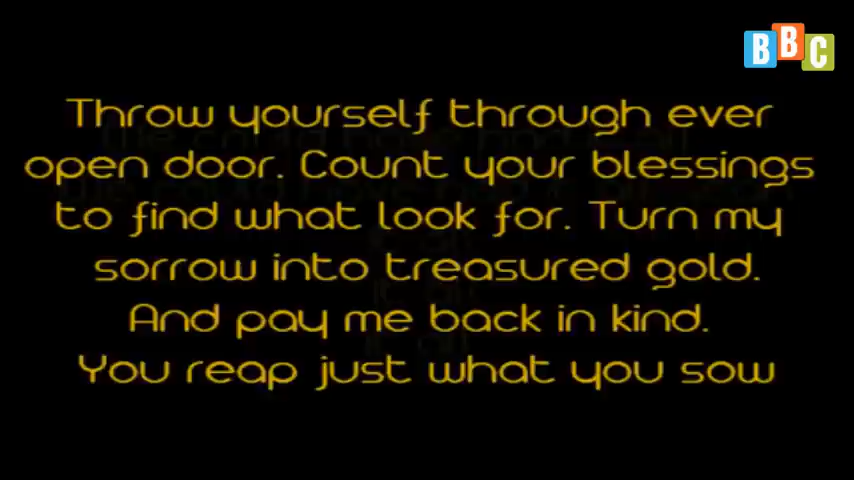 BBC
Throw yourself through ever
open door. Count your blessings
to find what look for. Turn my
sorrow into treasured gold.
And pay me back in kind.
You reap just what you sow